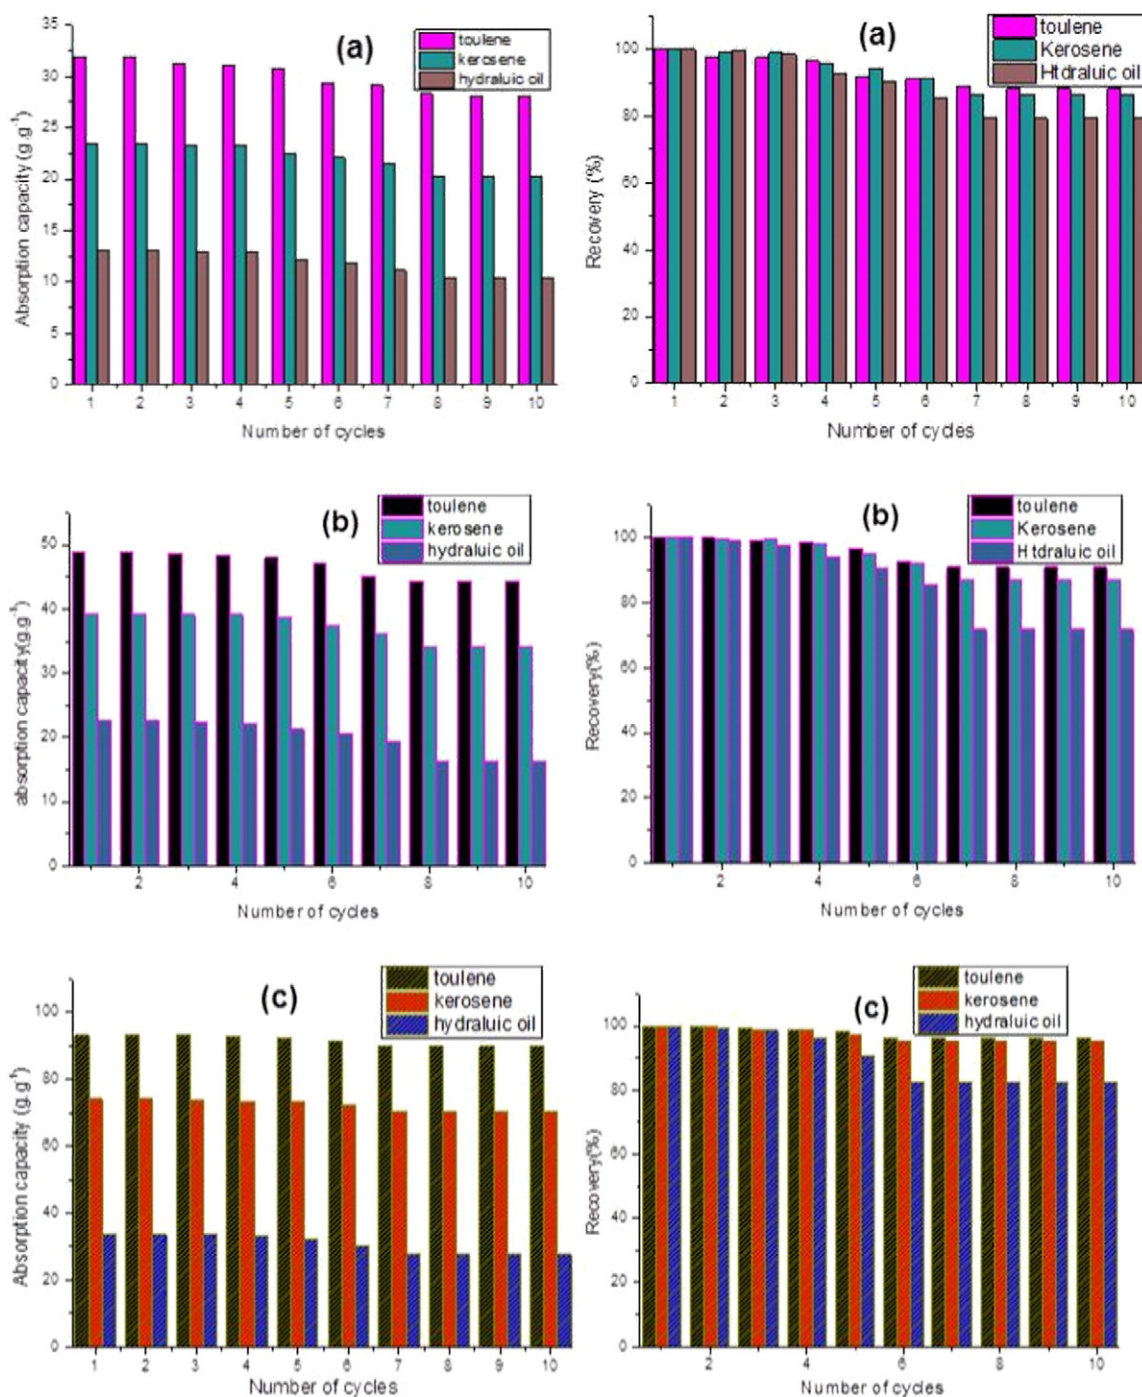 (a)
toulene
kerosene
hydraluic oil
Absorption capacity (g.g⁻¹)
35
30
25
20
15
10
5
0
1 2 3 4 5 6 7 8 9 10
Number of cycles
(a)
toulene
Kerosene
Htdraluic oil
Recovery (%)
100
80
60
40
20
0
1 2 3 4 5 6 7 8 9 10
Number of cycles
(b)
toulene
kerosene
hydraluic oil
absorption capacity(g.g⁻¹)
50
40
30
20
10
0
2 4 6 8 10
Number of cycles
(b)
toulene
Kerosene
Htdraluic oil
Recovery(%)
100
80
60
40
20
0
2 4 6 8 10
Number of cycles
(c)
toulene
kerosene
hydraluic oil
Absorption capacity (g.g⁻¹)
100
80
60
40
20
0
1 2 3 4 5 6 7 8 9 10
Number of cycles
(c)
toulene
kerosene
hydraluic oil
Recovery(%)
100
80
60
40
20
0
2 4 6 8 10
Number of cycles